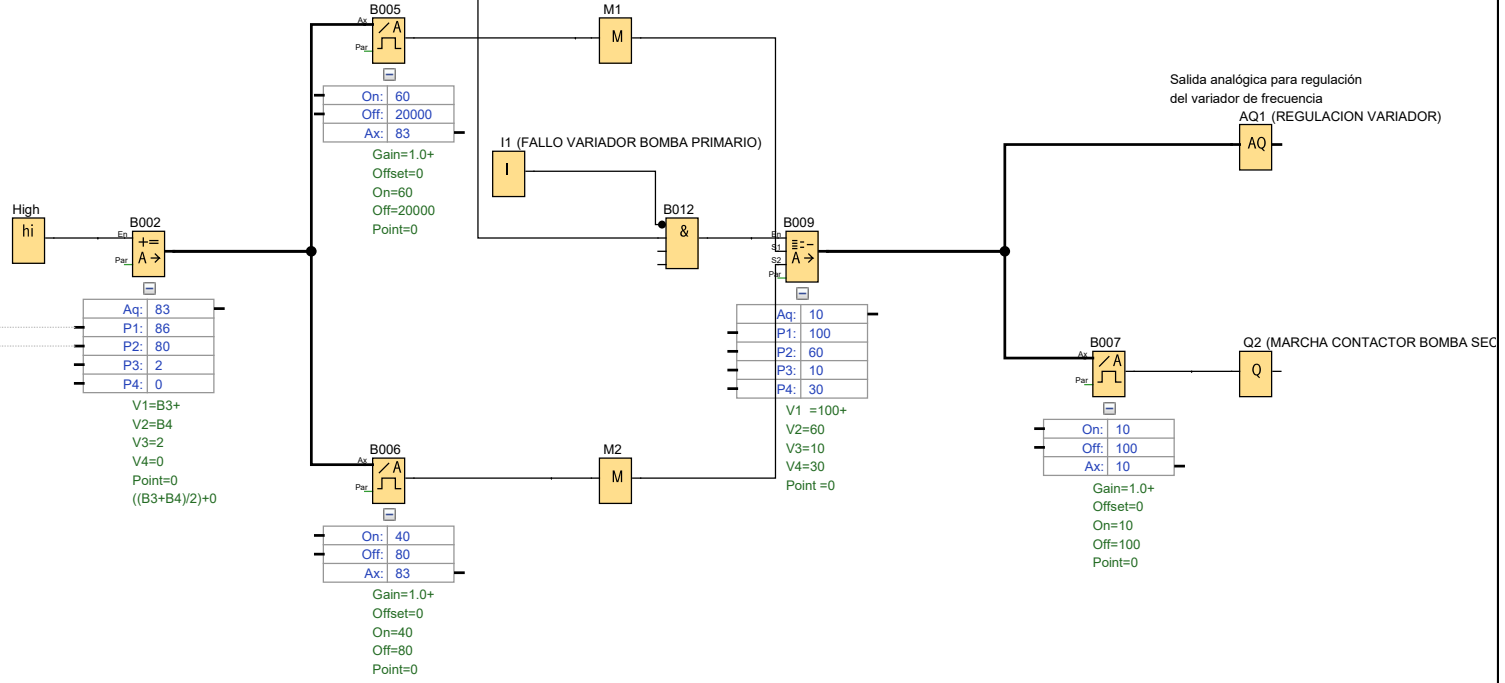 B005
Ax
/A
Par
On: 60
Off: 20000
Ax: 83
Gain=1.0+
Offset=0
On=60
Off=20000
Point=0
M1
M
I1 (FALLO VARIADOR BOMBA PRIMARIO)
I
B012
&
High
hi
B002
En
+=
A→
Par
Aq: 83
P1: 86
P2: 80
P3: 2
P4: 0
V1=B3+
V2=B4
V3=2
V4=0
Point=0
((B3+B4)/2)+0
B009
En
S1
S2
A→
Par
Aq: 10
P1: 100
P2: 60
P3: 10
P4: 30
V1 =100+
V2=60
V3=10
V4=30
Point =0
B006
Ax
/A
Par
On: 40
Off: 80
Ax: 83
Gain=1.0+
Offset=0
On=40
Off=80
Point=0
M2
M
Salida analógica para regulación
del variador de frecuencia
AQ1 (REGULACION VARIADOR)
AQ
B007
Ax
/A
Par
On: 10
Off: 100
Ax: 10
Gain=1.0+
Offset=0
On=10
Off=100
Point=0
Q2 (MARCHA CONTACTOR BOMBA SEC
Q